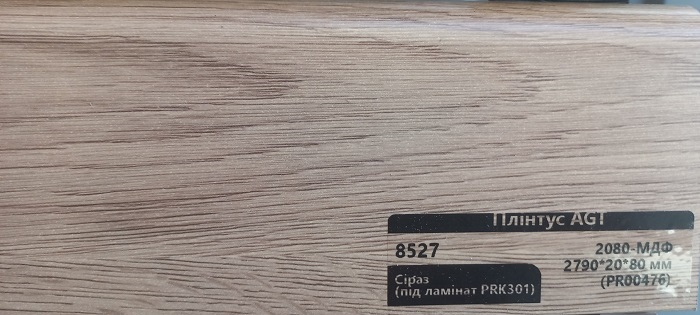 Плінтус AGT
8527
2080-МДФ
2790*20*80 мм
(PR00476)
Сіраз
(під ламінат PRK301)